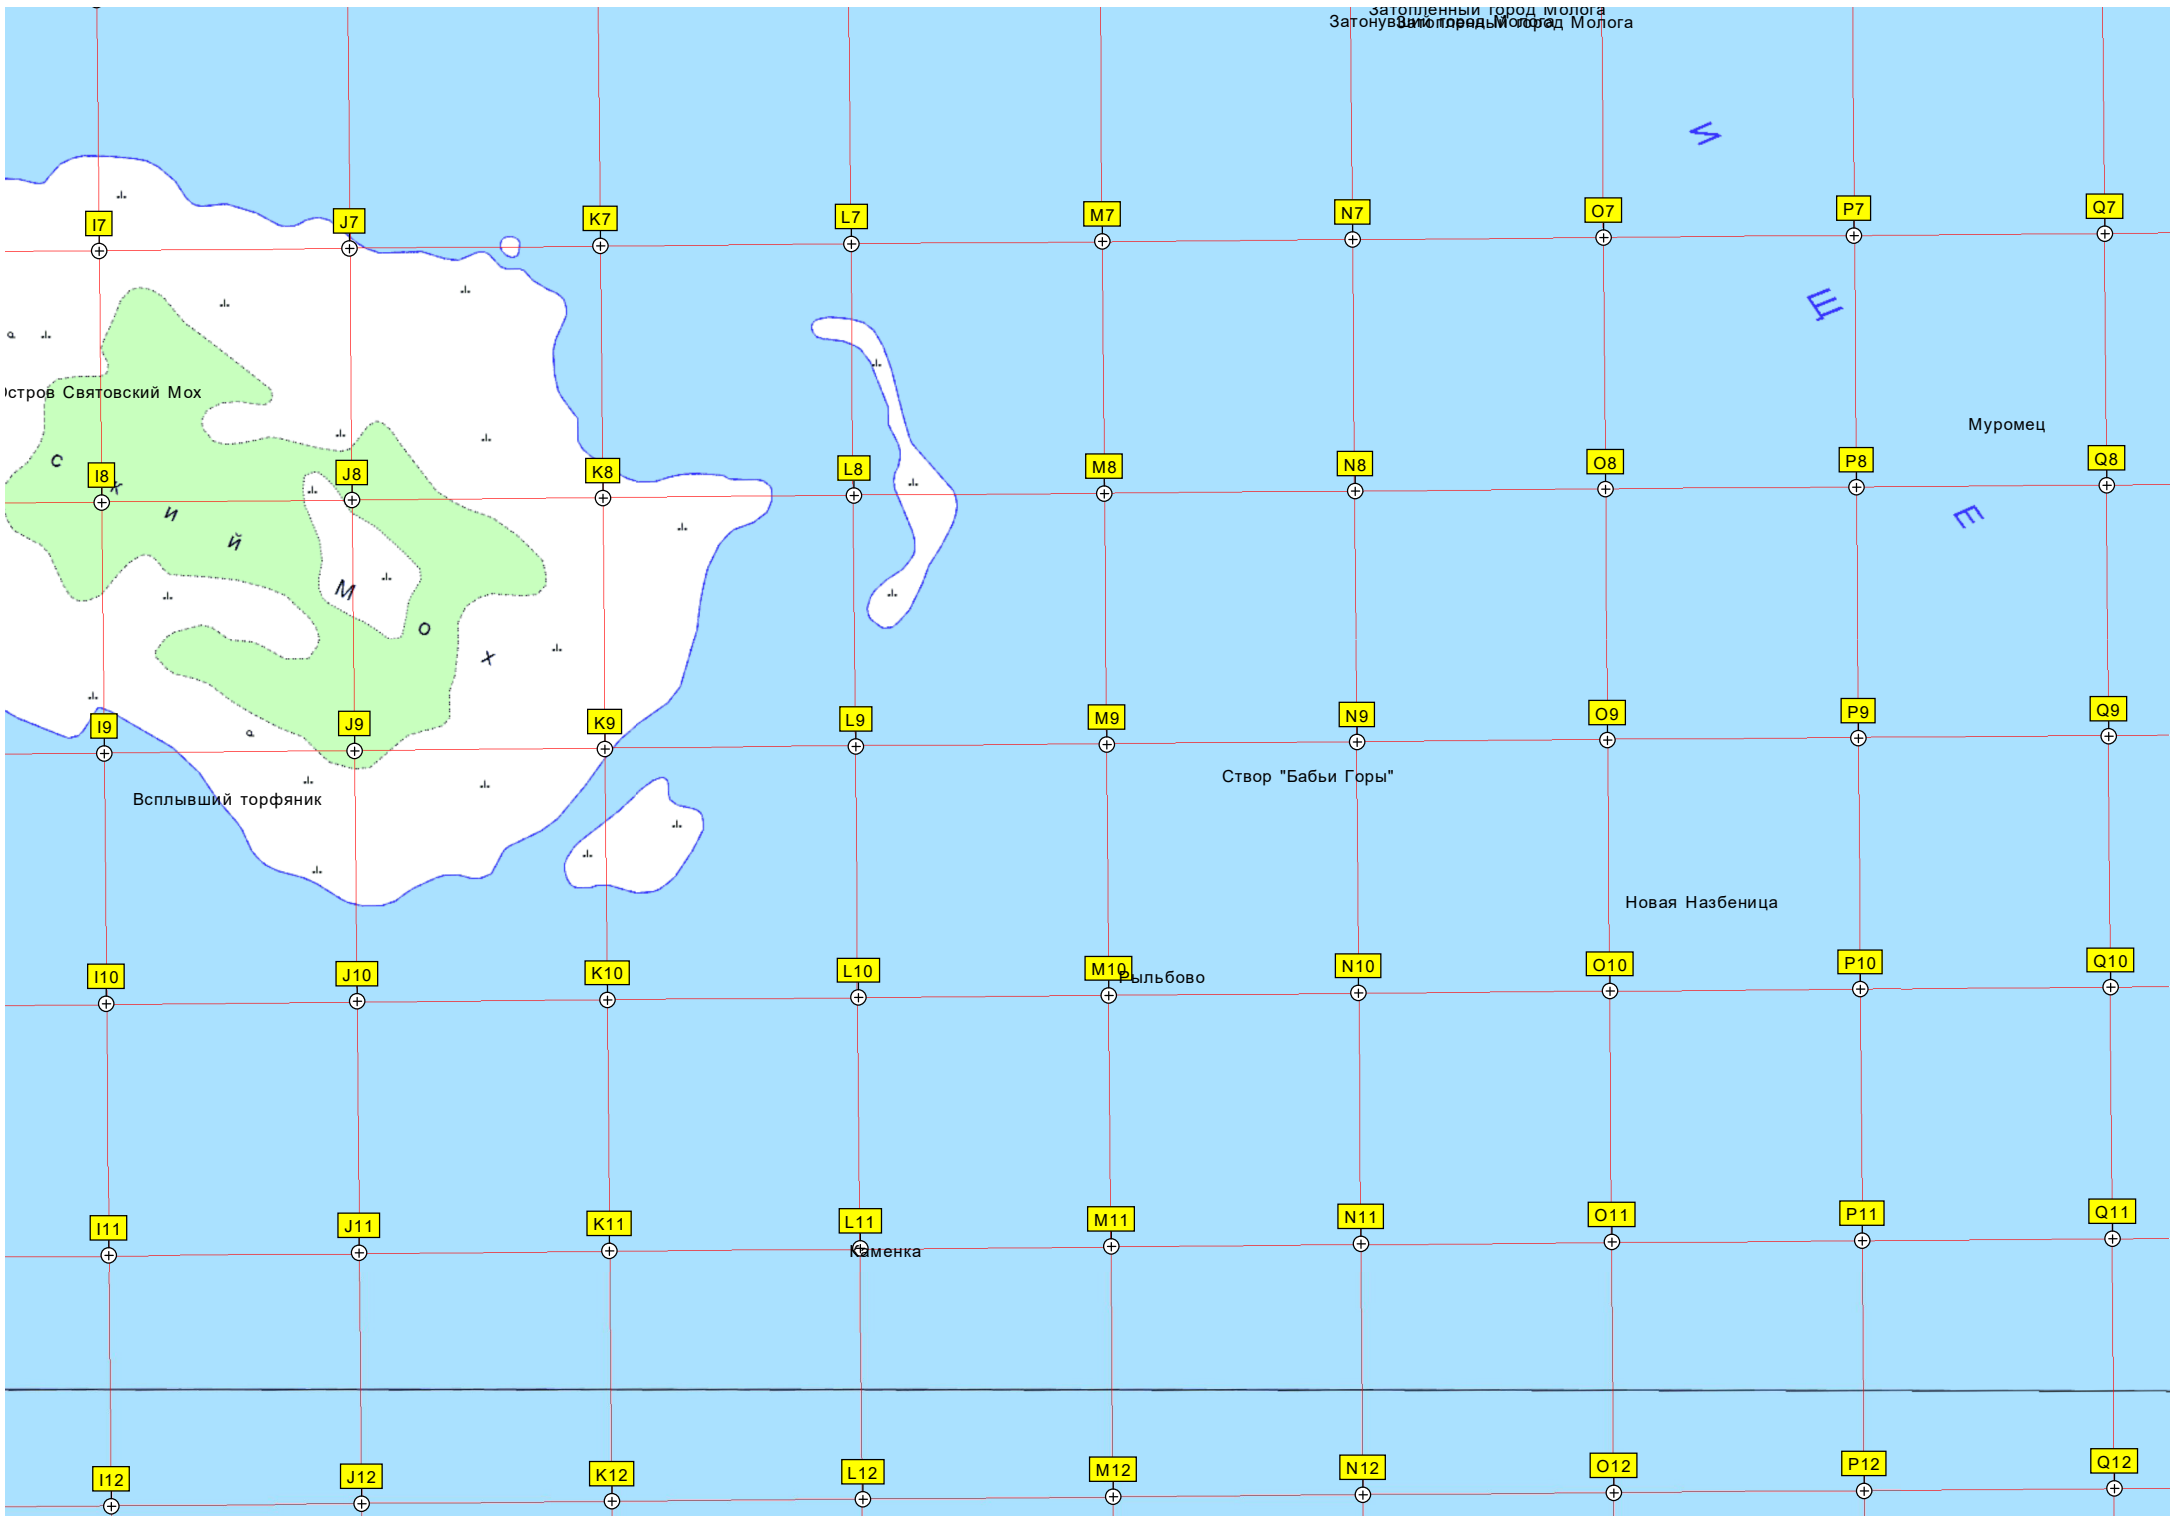 Затопленный город Молога
Затонувший город Молога
Затопленный город Молога
И
I7 J7 K7 L7 M7 N7 O7 P7 Q7
Щ
Остров Святовский Мох
Муромец
I8 J8 K8 L8 M8 N8 O8 P8 Q8
С К И Й
Е
М О Х
I9 J9 K9 L9 M9 N9 O9 P9 Q9
Створ "Бабьи Горы"
Всплывший торфяник
Новая Назбеница
I10 J10 K10 L10 M10 N10 O10 P10 Q10
Рыльбово
I11 J11 K11 L11 M11 N11 O11 P11 Q11
Каменка
I12 J12 K12 L12 M12 N12 O12 P12 Q12